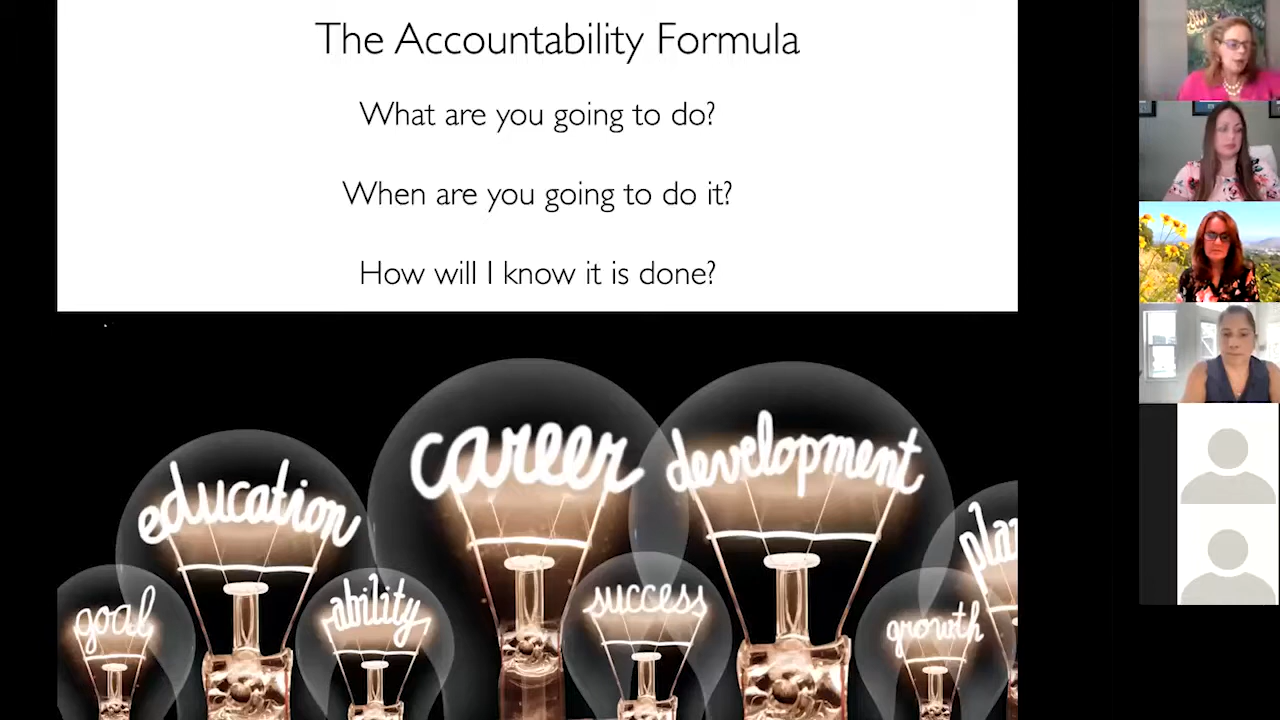 The Accountability Formula
What are you going to do?
When are you going to do it?
How will I know it is done?
career
development
education
goal
ability
success
growth